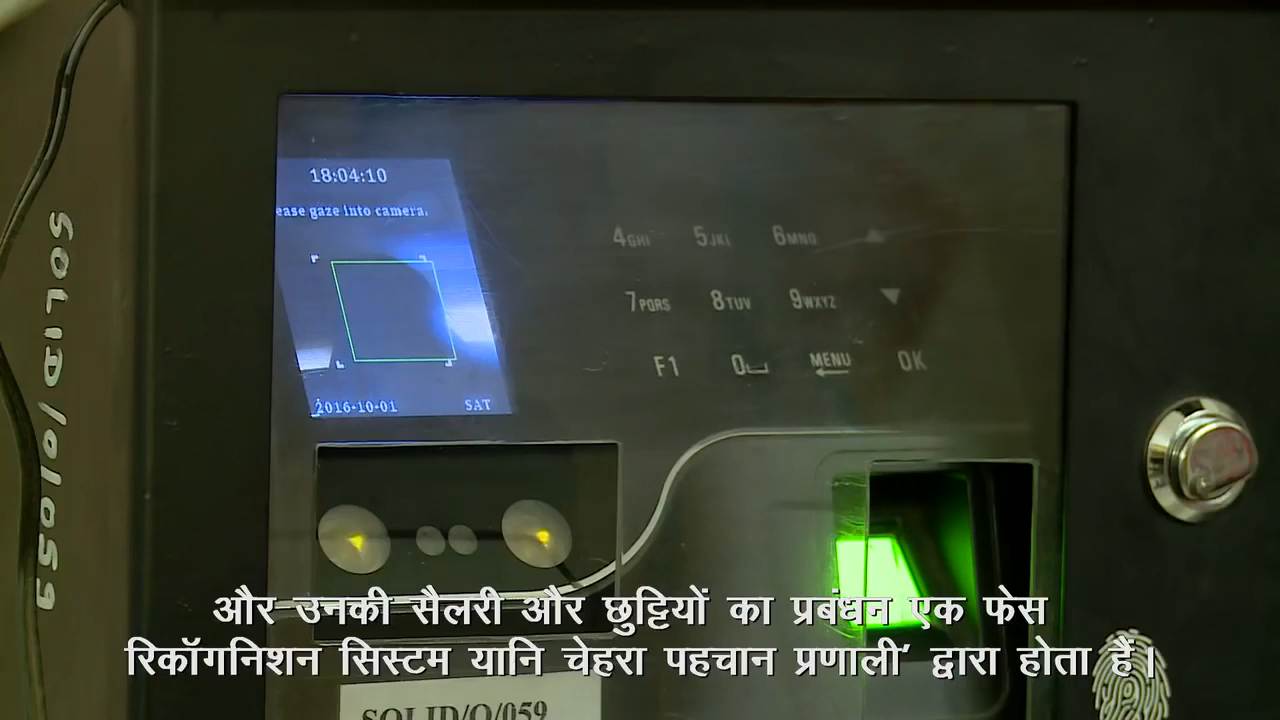 18:04:10
ease gaze into camera.
2016-10-01 SAT
4GHI 5JKL 6MNO
7PQRS 8TUV 9WXYZ
F1 0 MENU OK
SOLID/O/059
SOLID/O/059
और उनकी सैलरी और छुट्टियों का प्रबंधन एक फेस
रिकॉगनिशन सिस्टम यानि चेहरा पहचान प्रणाली’ द्वारा होता हैं।